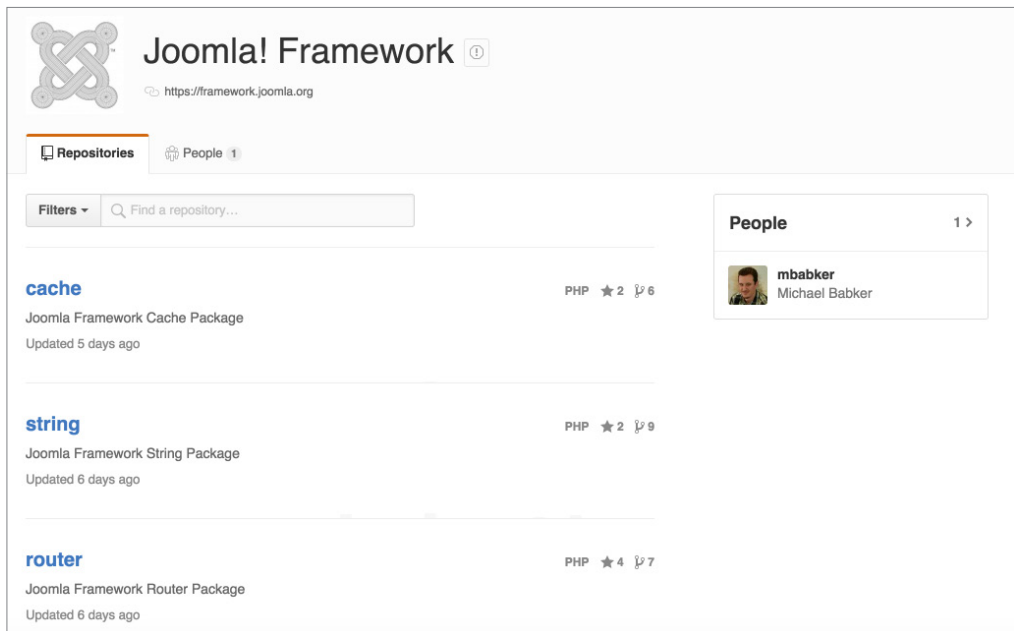 Joomla! Framework
https://framework.joomla.org
Repositories People 1
Filters Find a repository...
People 1
mbabker
Michael Babker
cache PHP 2 6
Joomla Framework Cache Package
Updated 5 days ago
string PHP 2 9
Joomla Framework String Package
Updated 6 days ago
router PHP 4 7
Joomla Framework Router Package
Updated 6 days ago